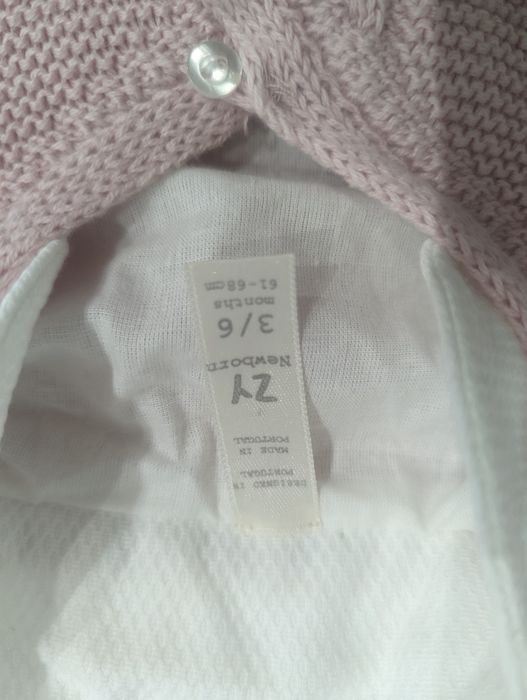 DESIGNED IN
PORTUGAL
MADE IN
PORTUGAL
ZY
Newborn
3/6
months
61-68cm